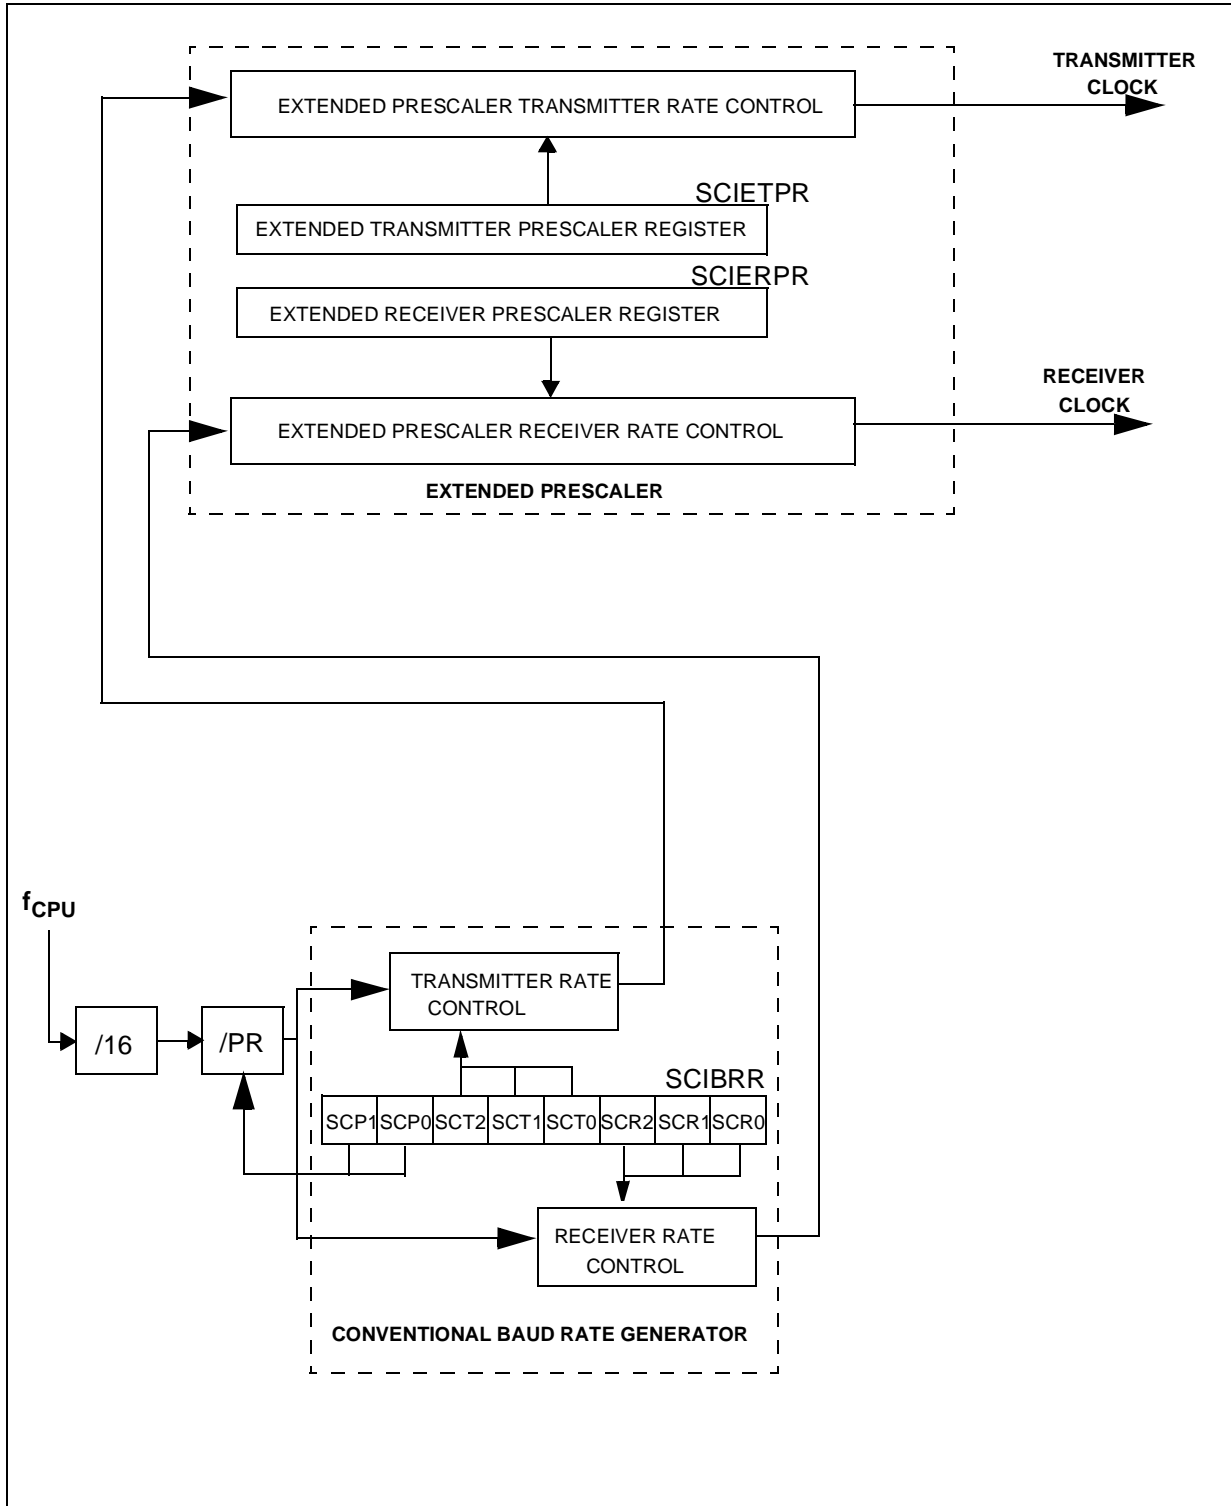 TRANSMITTER
CLOCK
EXTENDED PRESCALER TRANSMITTER RATE CONTROL
SCIETPR
EXTENDED TRANSMITTER PRESCALER REGISTER
SCIERPR
EXTENDED RECEIVER PRESCALER REGISTER
RECEIVER
CLOCK
EXTENDED PRESCALER RECEIVER RATE CONTROL
EXTENDED PRESCALER
fCPU
TRANSMITTER RATE
CONTROL
/16
/PR
SCIBRR
SCP1 SCP0 SCT2 SCT1 SCT0 SCR2 SCR1 SCR0
RECEIVER RATE
CONTROL
CONVENTIONAL BAUD RATE GENERATOR